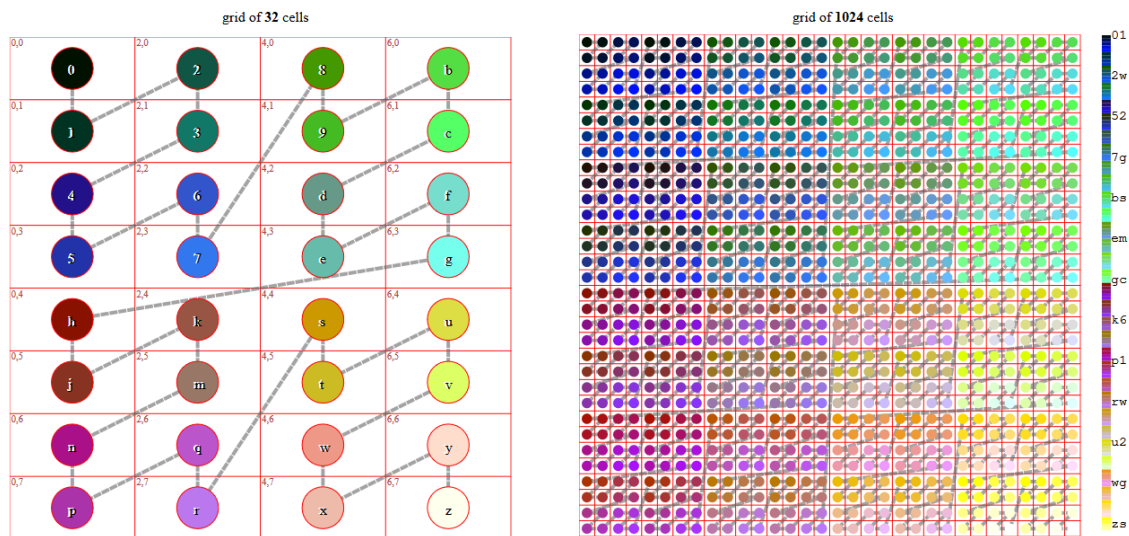 grid of 32 cells
0,0 2,0 4,0 6,0
0 2 8 b
0,1 2,1 4,1 6,1
1 3 9 c
0,2 2,2 4,2 6,2
4 6 d f
0,3 2,3 4,3 6,3
5 7 e g
0,4 2,4 4,4 6,4
h k s u
0,5 2,5 4,5 6,5
j m t v
0,6 2,6 4,6 6,6
n q w y
0,7 2,7 4,7 6,7
p r x z
grid of 1024 cells
01
2w
52
7g
bs
em
gc
k6
p1
rw
u2
wg
zs